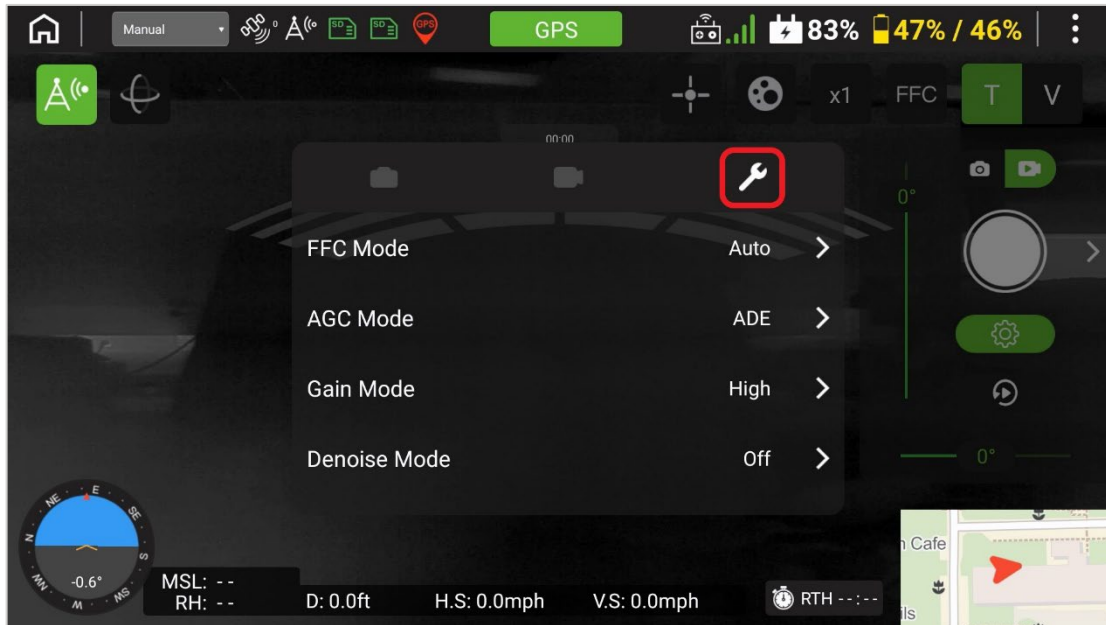 Manual 0 SD SD GPS GPS 83% 47% / 46%
x1 FFC T V
00:00
0°
FFC Mode Auto
AGC Mode ADE
Gain Mode High
Denoise Mode Off
0°
N NE E SE S SW W NW
-0.6°
MSL: --
RH: --
D: 0.0ft H.S: 0.0mph V.S: 0.0mph RTH --:--
Cafe
ils